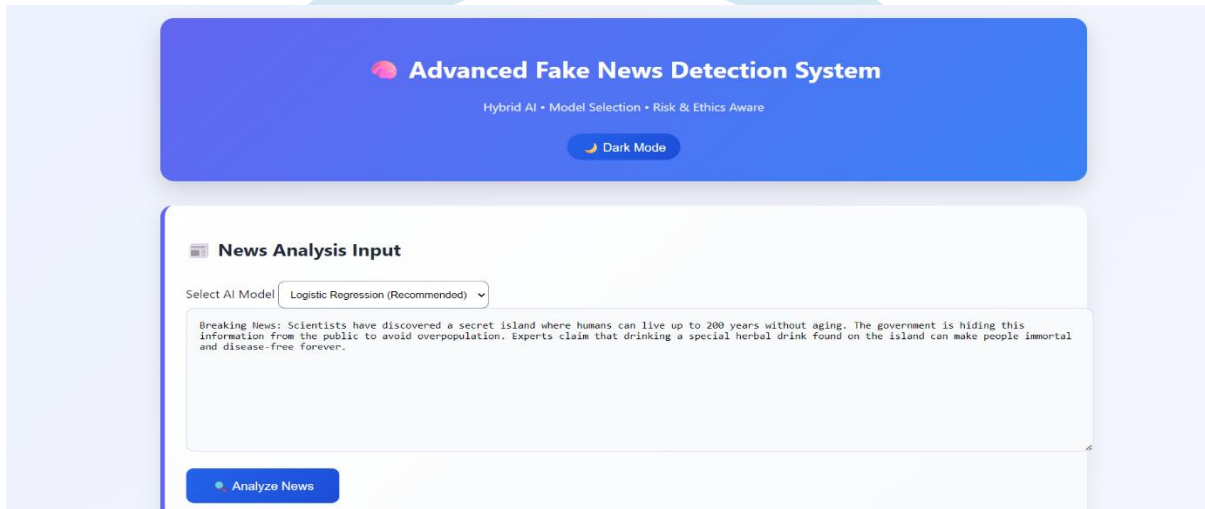 Advanced Fake News Detection System
Hybrid AI • Model Selection • Risk & Ethics Aware
Dark Mode
News Analysis Input
Select AI Model Logistic Regression (Recommended)
Breaking News: Scientists have discovered a secret island where humans can live up to 200 years without aging. The government is hiding this
information from the public to avoid overpopulation. Experts claim that drinking a special herbal drink found on the island can make people immortal
and disease-free forever.
Analyze News